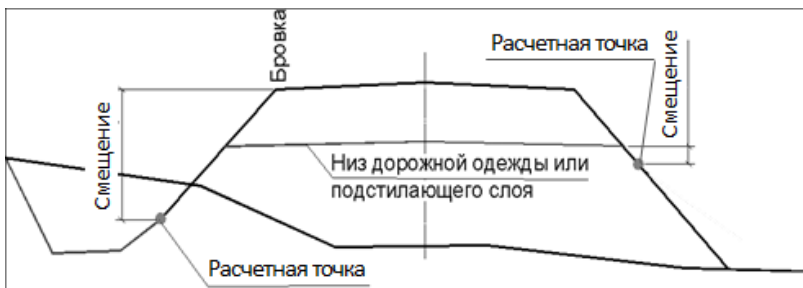 Бровка
Расчетная точка
Смещение
Смещение
Низ дорожной одежды или
подстилающего слоя
Расчетная точка